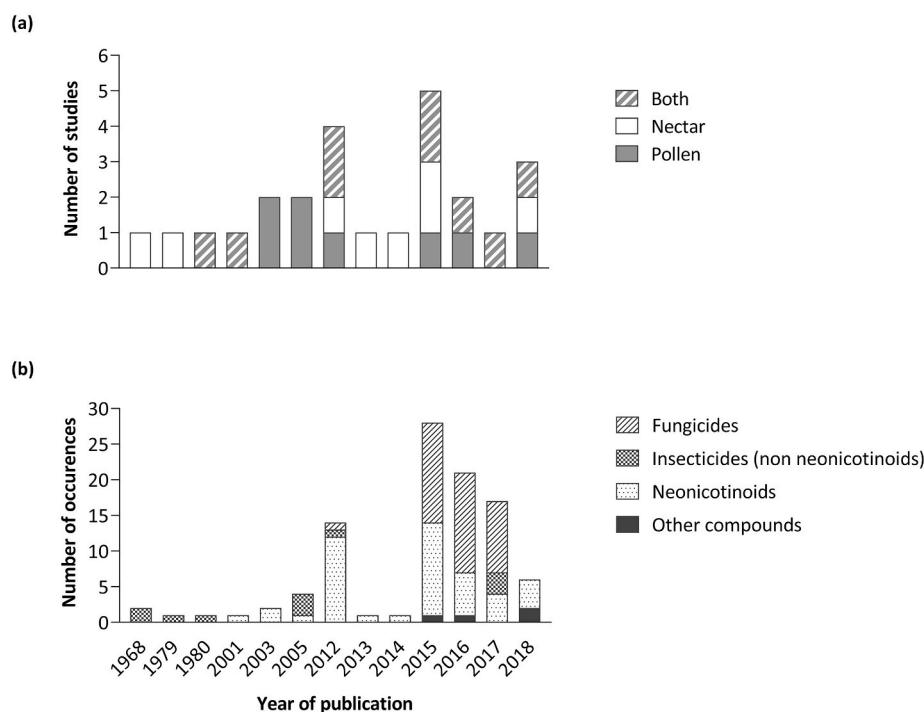 (a)
Number of studies
6
5
4
3
2
1
0
Both
Nectar
Pollen
(b)
Number of occurences
30
25
20
15
10
5
0
Fungicides
Insecticides (non neonicotinoids)
Neonicotinoids
Other compounds
1968 1979 1980 2001 2003 2005 2012 2013 2014 2015 2016 2017 2018
Year of publication